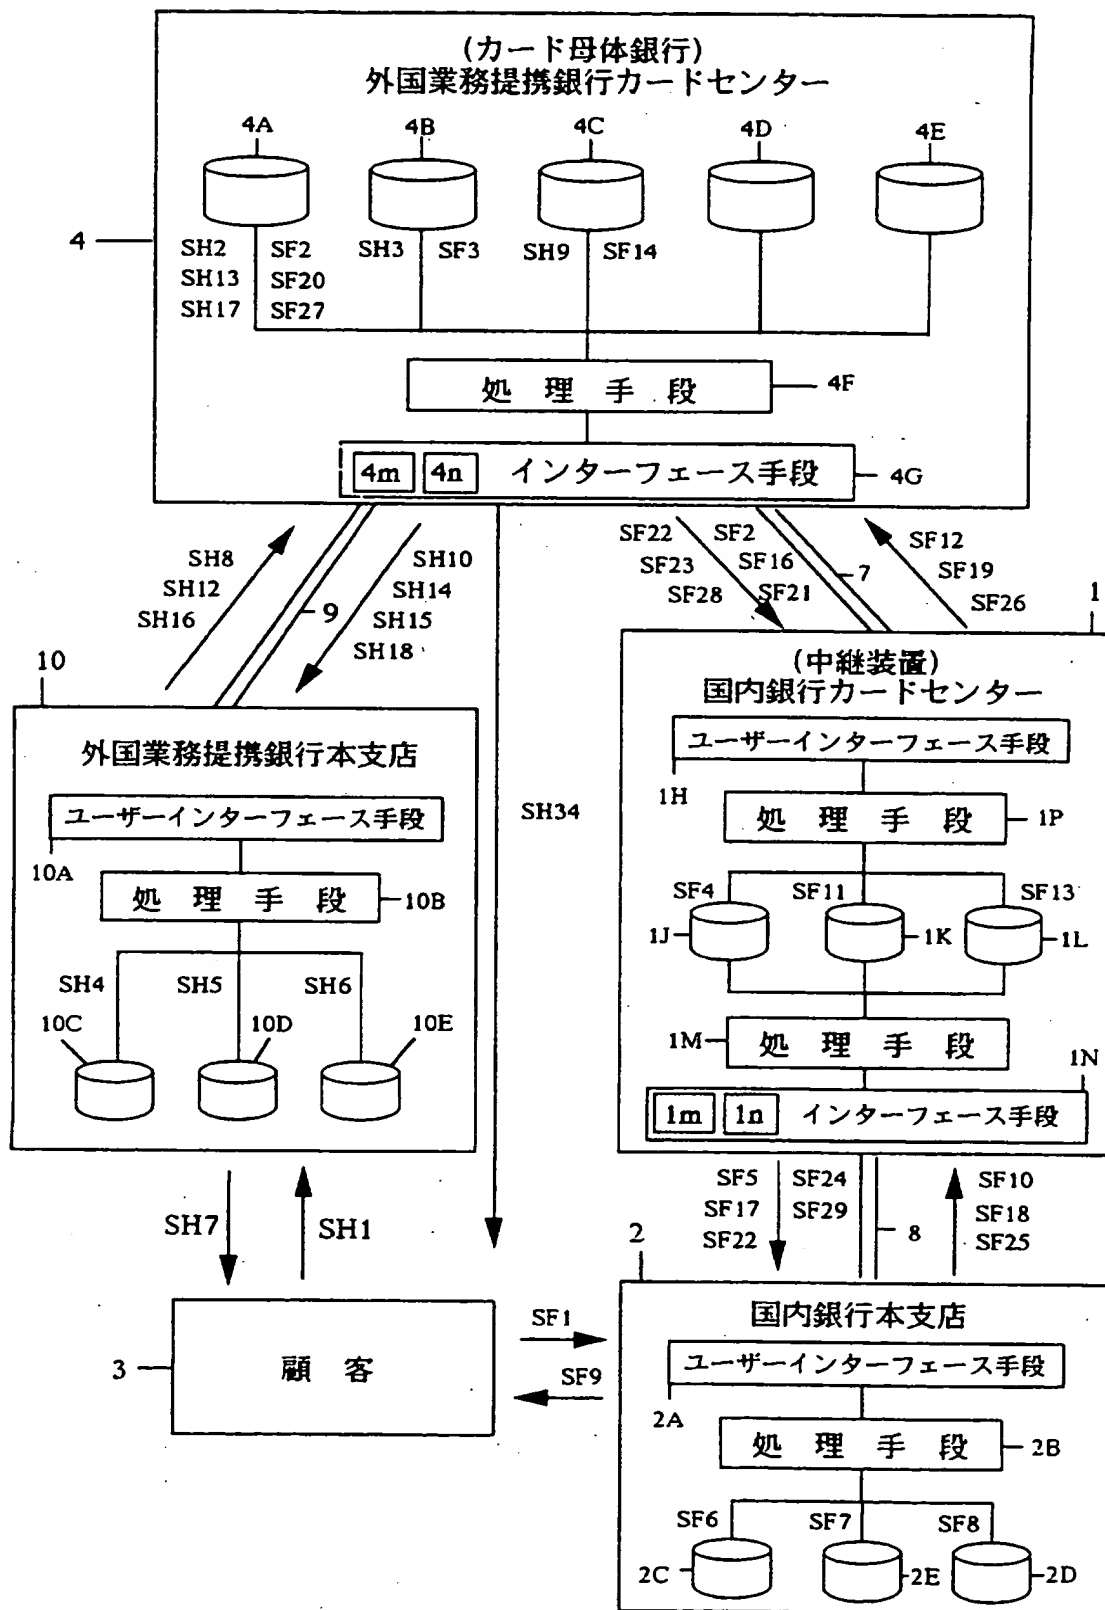 (カード母体銀行)
外国業務提携銀行カードセンター
4A 4B 4C 4D 4E
4
SH2 SF2 SH3 SF3 SH9 SF14
SH13 SF20
SH17 SF27
処理手段 4F
4m 4n インターフェース手段 4G
SH8
SH12
SH16
9
SH10
SH14
SH15
SH18
SF22 SF2
SF23 SF16
SF28 SF21
7
SF12
SF19
SF26
10
外国業務提携銀行本支店
ユーザーインターフェース手段
10A
処理手段 10B
SH4 SH5 SH6
10C 10D 10E
SH34
1
(中継装置)
国内銀行カードセンター
ユーザーインターフェース手段
1H
処理手段 1P
SF4 SF11 SF13
1J 1K 1L
1M 処理手段
1N
1m 1n インターフェース手段
SH7 SH1
SF5 SF24
SF17 SF29
SF22
8
SF10
SF18
SF25
3 顧客
SF1
SF9
2
国内銀行本支店
ユーザーインターフェース手段
2A
処理手段 2B
SF6 SF7 SF8
2C 2E 2D